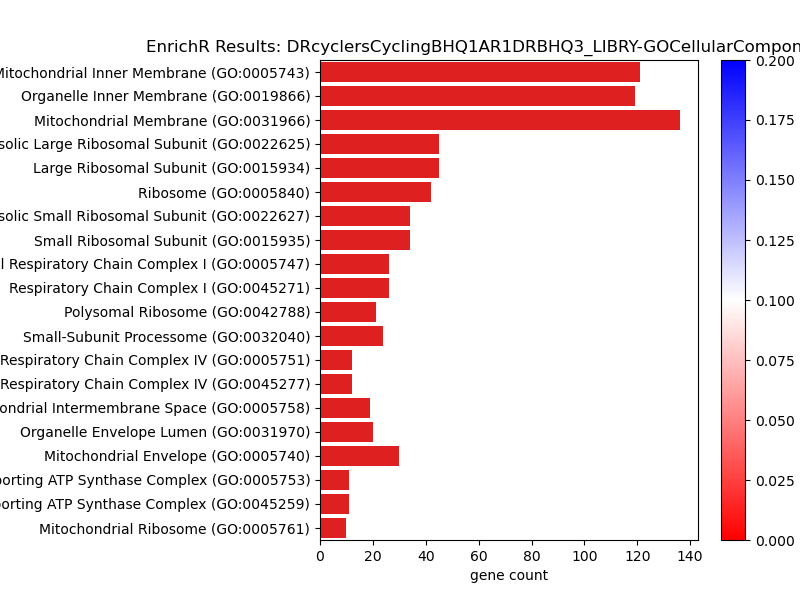 EnrichR Results: DRcyclersCyclingBHQ1AR1DRBHQ3_LIBRY-GOCellularCompon
Mitochondrial Inner Membrane (GO:0005743)
Organelle Inner Membrane (GO:0019866)
Mitochondrial Membrane (GO:0031966)
solic Large Ribosomal Subunit (GO:0022625)
Large Ribosomal Subunit (GO:0015934)
Ribosome (GO:0005840)
solic Small Ribosomal Subunit (GO:0022627)
Small Ribosomal Subunit (GO:0015935)
l Respiratory Chain Complex I (GO:0005747)
Respiratory Chain Complex I (GO:0045271)
Polysomal Ribosome (GO:0042788)
Small-Subunit Processome (GO:0032040)
Respiratory Chain Complex IV (GO:0005751)
Respiratory Chain Complex IV (GO:0045277)
ondrial Intermembrane Space (GO:0005758)
Organelle Envelope Lumen (GO:0031970)
Mitochondrial Envelope (GO:0005740)
porting ATP Synthase Complex (GO:0005753)
porting ATP Synthase Complex (GO:0045259)
Mitochondrial Ribosome (GO:0005761)
0 20 40 60 80 100 120 140
gene count
0.200
0.175
0.150
0.125
0.100
0.075
0.050
0.025
0.000